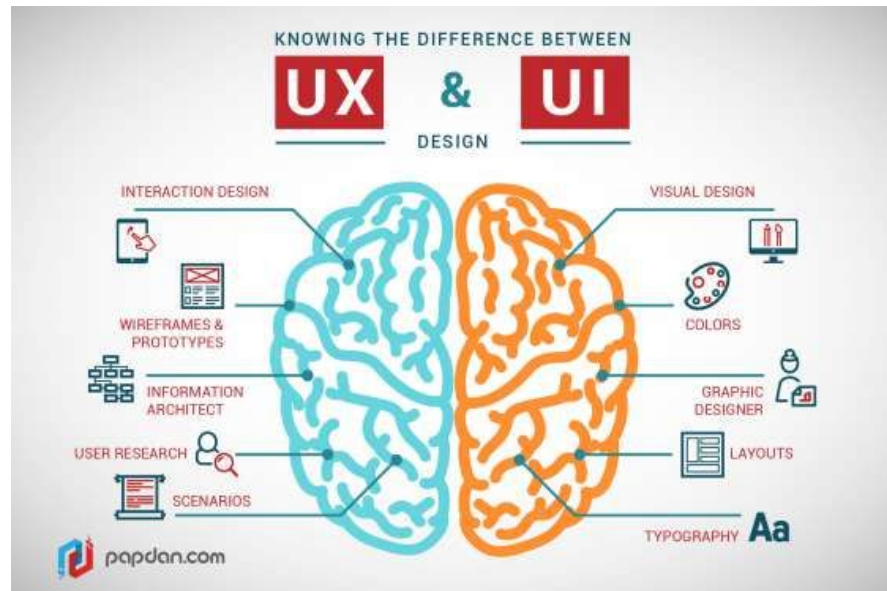 KNOWING THE DIFFERENCE BETWEEN
UX & UI
DESIGN
INTERACTION DESIGN
WIREFRAMES &
PROTOTYPES
INFORMATION
ARCHITECT
USER RESEARCH
SCENARIOS
VISUAL DESIGN
COLORS
GRAPHIC
DESIGNER
LAYOUTS
TYPOGRAPHY Aa
papdan.com